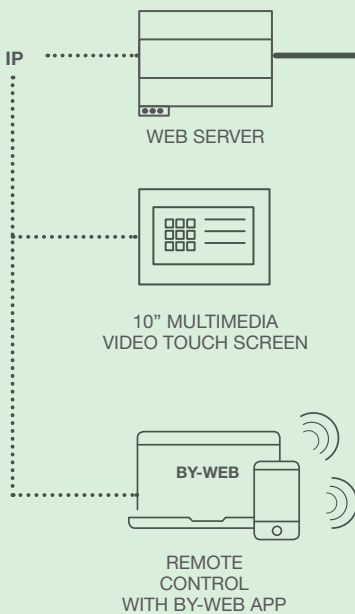 IP
WEB SERVER
10” MULTIMEDIA
VIDEO TOUCH SCREEN
BY-WEB
REMOTE
CONTROL
WITH BY-WEB APP